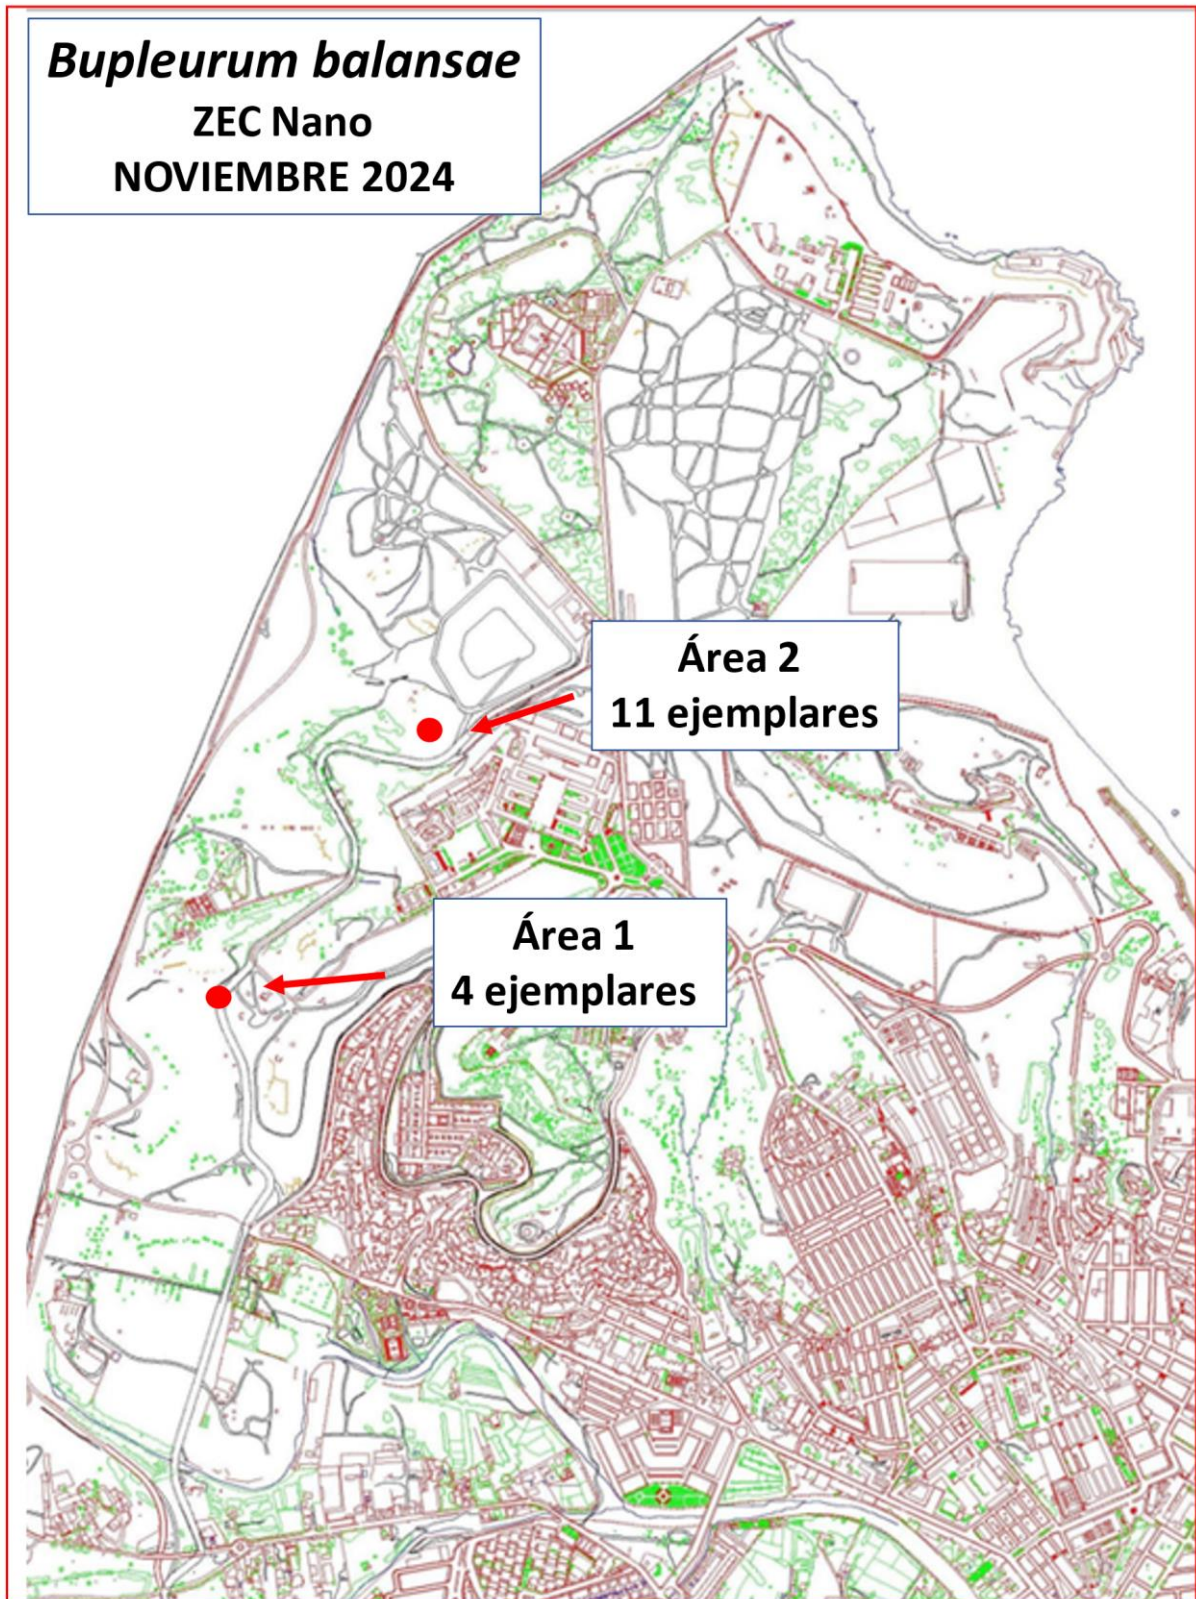 Bupleurum balansae
ZEC Nano
NOVIEMBRE 2024
Área 2
11 ejemplares
Área 1
4 ejemplares